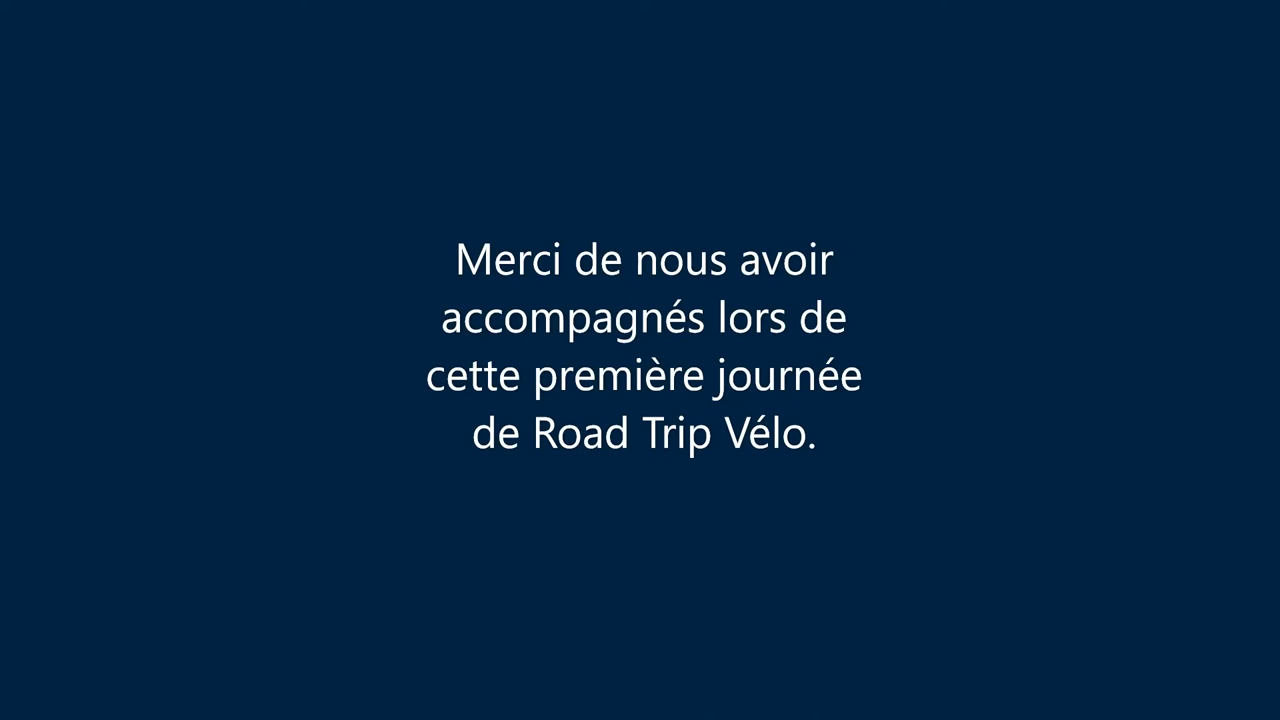 Merci de nous avoir
accompagnés lors de
cette première journée
de Road Trip Vélo.